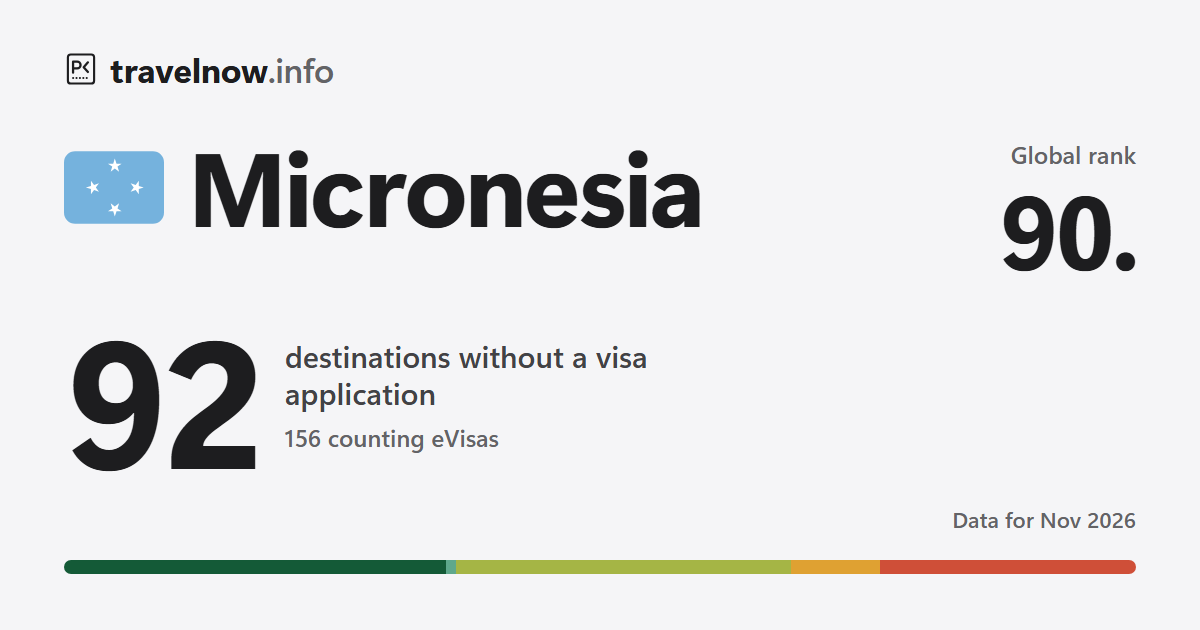 PK
travelnow.info
Micronesia
Global rank
90.
92
destinations without a visa
application
156 counting eVisas
Data for Nov 2026